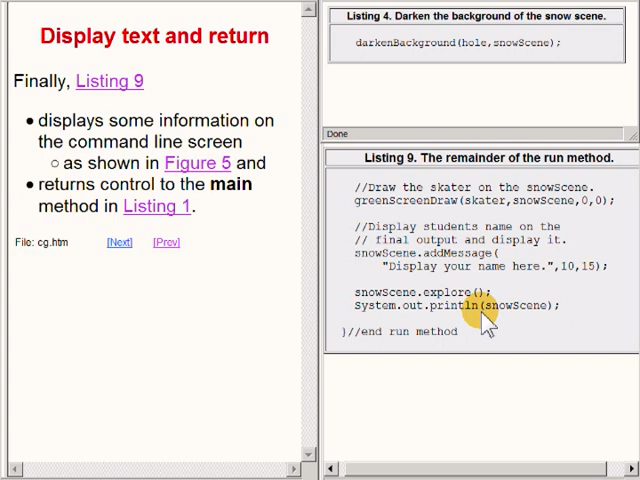 Display text and return
Finally, Listing 9
• displays some information on
the command line screen
○ as shown in Figure 5 and
• returns control to the main
method in Listing 1.
File: cg.htm [Next] [Prev]
Listing 4. Darken the background of the snow scene.
darkenBackground(hole,snowScene);
Done
Listing 9. The remainder of the run method.
//Draw the skater on the snowScene.
greenScreenDraw(skater,snowScene,0,0);
//Display students name on the
// final output and display it.
snowScene.addMessage(
"Display your name here.",10,15);
snowScene.explore();
System.out.println(snowScene);
}//end run method